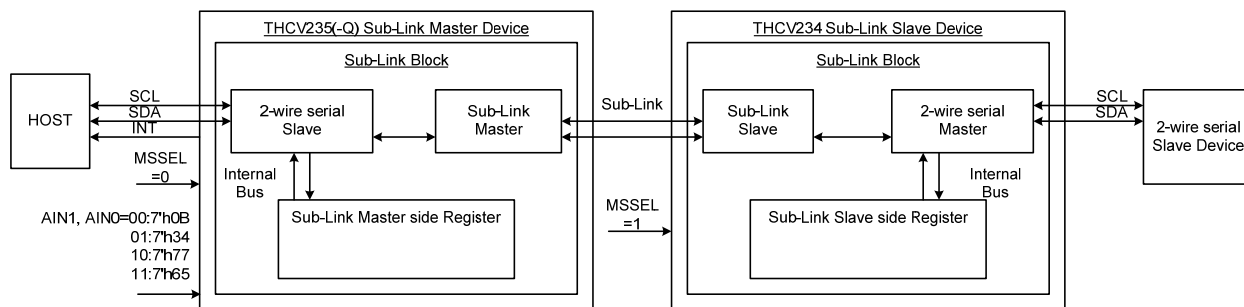 THCV235(-Q) Sub-Link Master Device
THCV234 Sub-Link Slave Device
Sub-Link Block
Sub-Link Block
HOST
SCL
SDA
INT
2-wire serial
Slave
Sub-Link
Master
Sub-Link
Sub-Link
Slave
2-wire serial
Master
SCL
SDA
2-wire serial
Slave Device
MSSEL
=0
Internal
Bus
Internal
Bus
AIN1, AIN0=00:7'h0B
01:7'h34
10:7'h77
11:7'h65
Sub-Link Master side Register
MSSEL
=1
Sub-Link Slave side Register